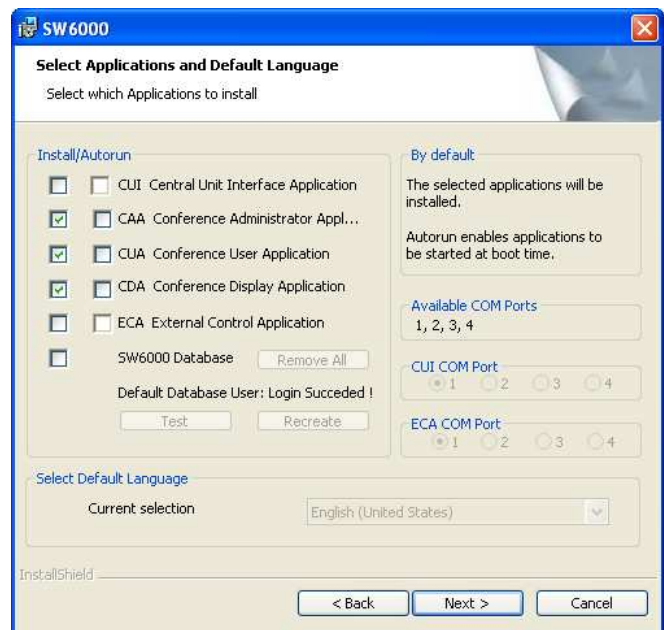 SW6000
Select Applications and Default Language
Select which Applications to install
Install/Autorun
CUI Central Unit Interface Application
CAA Conference Administrator Appl...
CUA Conference User Application
CDA Conference Display Application
ECA External Control Application
SW6000 Database
Remove All
Default Database User: Login Succeded !
Test
Recreate
By default
The selected applications will be
installed.
Autorun enables applications to
be started at boot time.
Available COM Ports
1, 2, 3, 4
CUI COM Port
1 2 3 4
ECA COM Port
1 2 3 4
Select Default Language
Current selection
English (United States)
InstallShield
< Back
Next >
Cancel